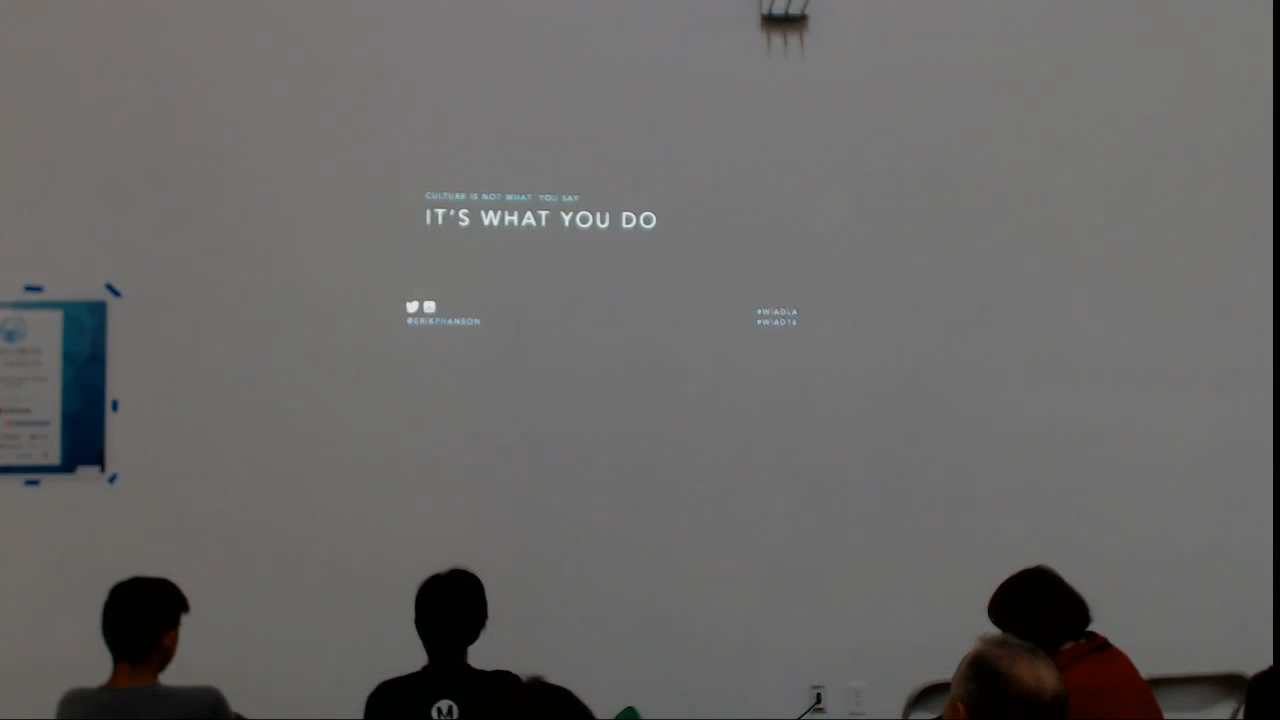 CULTURE IS NOT WHAT YOU SAY
IT'S WHAT YOU DO
@ERIKPHANSON
#WIADLA
#WIAD16
M